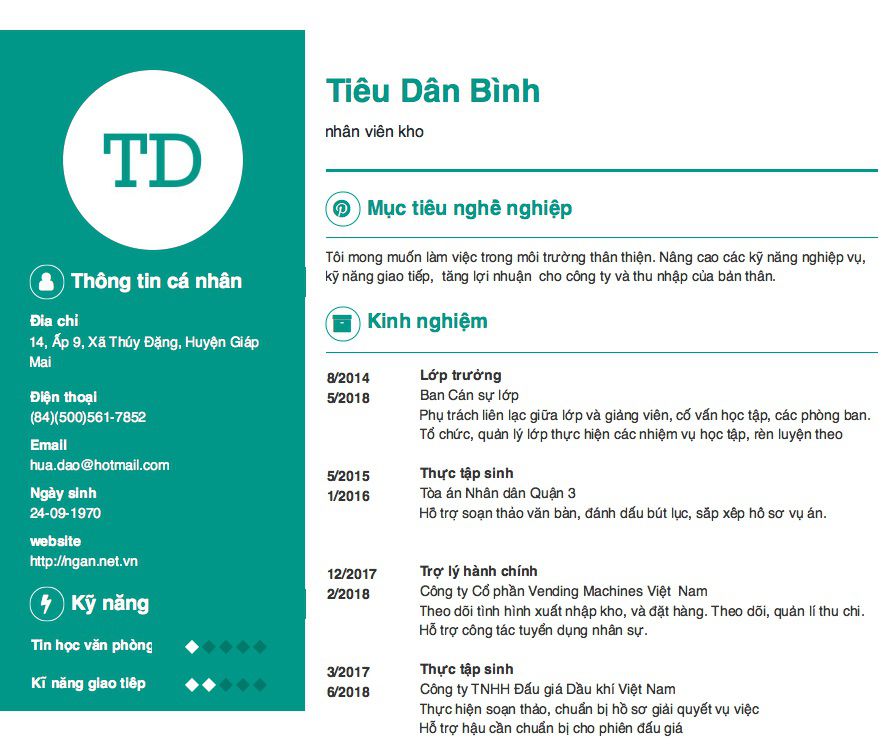 TD
Thông tin cá nhân
Địa chỉ
14, Ấp 9, Xã Thúy Đặng, Huyện Giáp
Mai
Điện thoại
(84)(500)561-7852
Email
hua.dao@hotmail.com
Ngày sinh
24-09-1970
website
http://ngan.net.vn
Kỹ năng
Tin học văn phòng
Kĩ năng giao tiếp
Tiêu Dân Bình
nhân viên kho
Mục tiêu nghề nghiệp
Tôi mong muốn làm việc trong môi trường thân thiện. Nâng cao các kỹ năng nghiệp vụ,
kỹ năng giao tiếp, tăng lợi nhuận cho công ty và thu nhập của bản thân.
Kinh nghiệm
8/2014
5/2018
Lớp trưởng
Ban Cán sự lớp
Phụ trách liên lạc giữa lớp và giảng viên, cố vấn học tập, các phòng ban.
Tổ chức, quản lý lớp thực hiện các nhiệm vụ học tập, rèn luyện theo
5/2015
1/2016
Thực tập sinh
Tòa án Nhân dân Quận 3
Hỗ trợ soạn thảo văn bản, đánh dấu bút lục, sắp xếp hồ sơ vụ án.
12/2017
2/2018
Trợ lý hành chính
Công ty Cổ phần Vending Machines Việt Nam
Theo dõi tình hình xuất nhập kho, và đặt hàng. Theo dõi, quản lí thu chi.
Hỗ trợ công tác tuyển dụng nhân sự.
3/2017
6/2018
Thực tập sinh
Công ty TNHH Đấu giá Dầu khí Việt Nam
Thực hiện soạn thảo, chuẩn bị hồ sơ giải quyết vụ việc
Hỗ trợ hậu cần chuẩn bị cho phiên đấu giá